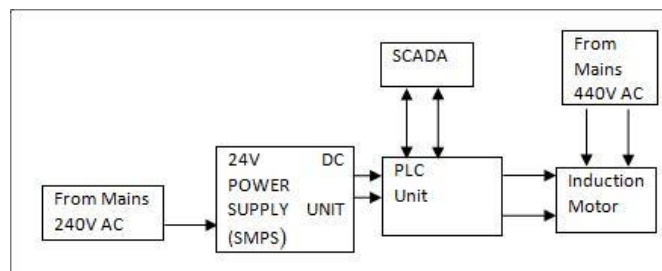 From Mains
240V AC
24V DC
POWER
SUPPLY UNIT
(SMPS)
SCADA
PLC
Unit
From
Mains
440V AC
Induction
Motor